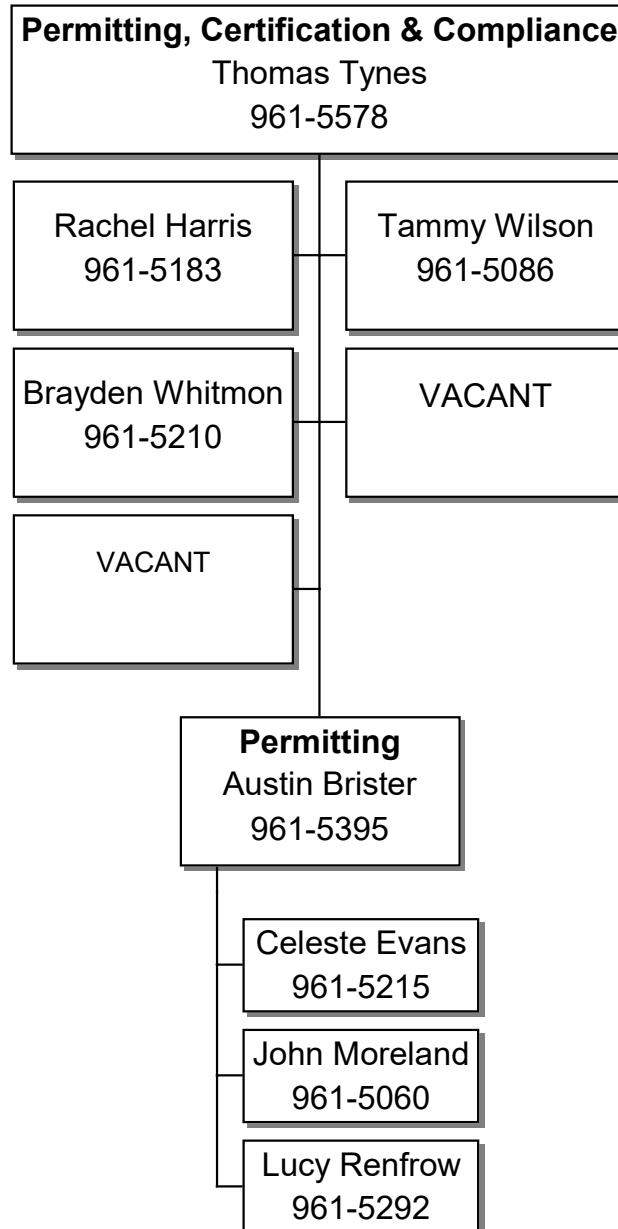 Permitting, Certification & Compliance
Thomas Tynes
961-5578
Rachel Harris
961-5183
Tammy Wilson
961-5086
Brayden Whitmon
961-5210
VACANT
VACANT
Permitting
Austin Brister
961-5395
Celeste Evans
961-5215
John Moreland
961-5060
Lucy Renfrow
961-5292